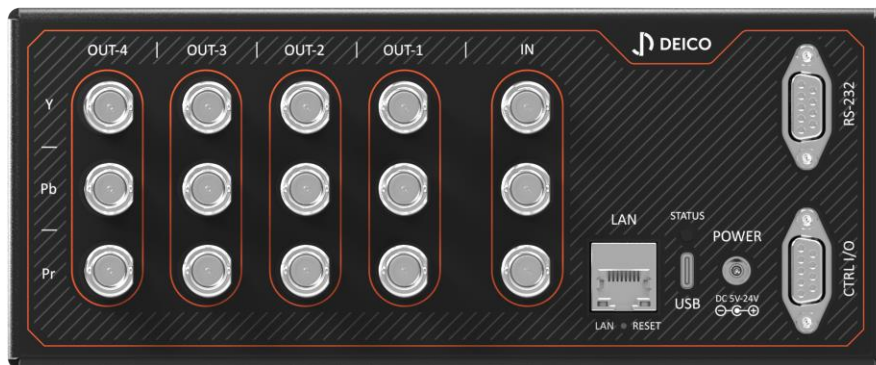 OUT-4 | OUT-3 | OUT-2 | OUT-1 | IN
DEICO
Y
Pb
Pr
RS-232
LAN
STATUS
POWER
USB
DC 5V-24V
LAN RESET
CTRL I/O